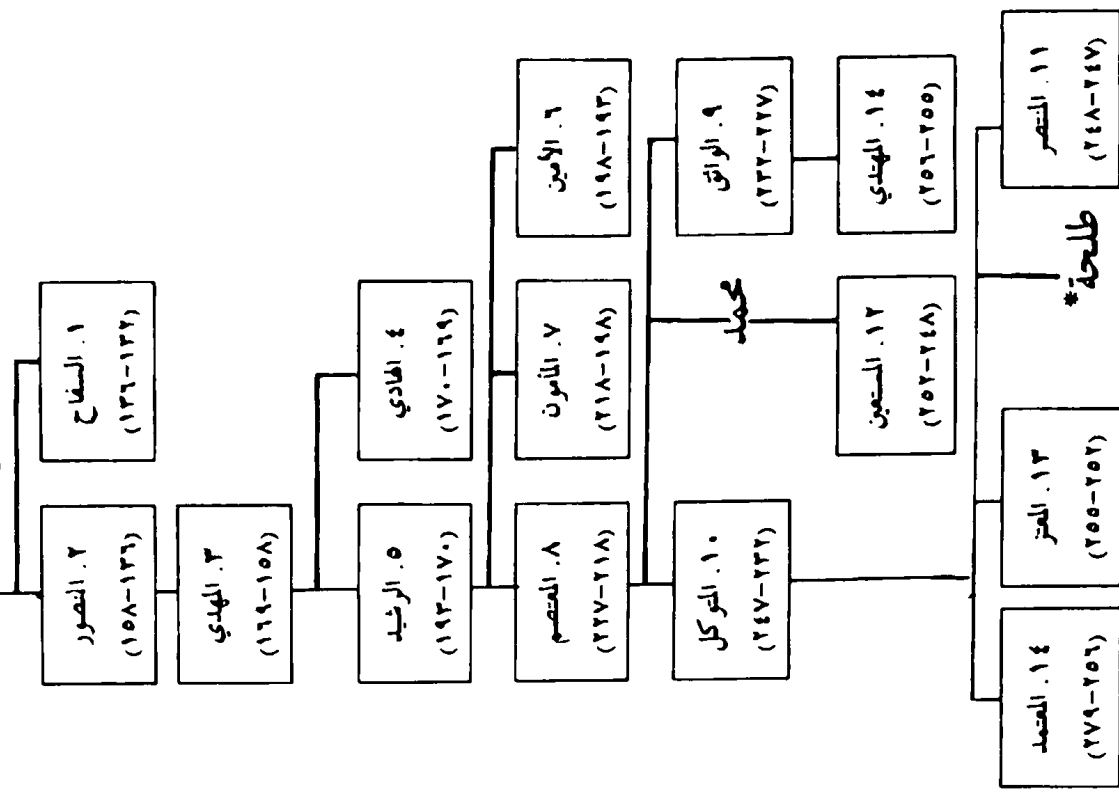 ١. السفاح
(١٣٢-١٣٦)
٢. المنصور
(١٣٦-١٥٨)
٣. المهدي
(١٥٨-١٦٩)
٤. الهادي
(١٦٩-١٧٠)
٥. الرشيد
(١٧٠-١٩٣)
٦. الأمين
(١٩٣-١٩٨)
٧. المأمون
(١٩٨-٢١٨)
٨. المعتصم
(٢١٨-٢٢٧)
٩. الواثق
(٢٢٧-٢٣٢)
محمد
١٠. المتوكل
(٢٣٢-٢٤٧)
١٤. المهتدي
(٢٥٥-٢٥٦)
١٢. المستعين
(٢٤٨-٢٥٢)
١١. المنتصر
(٢٤٧-٢٤٨)
طلحة*
١٣. المعتز
(٢٥٢-٢٥٥)
١٤. المعتمد
(٢٥٦-٢٧٩)